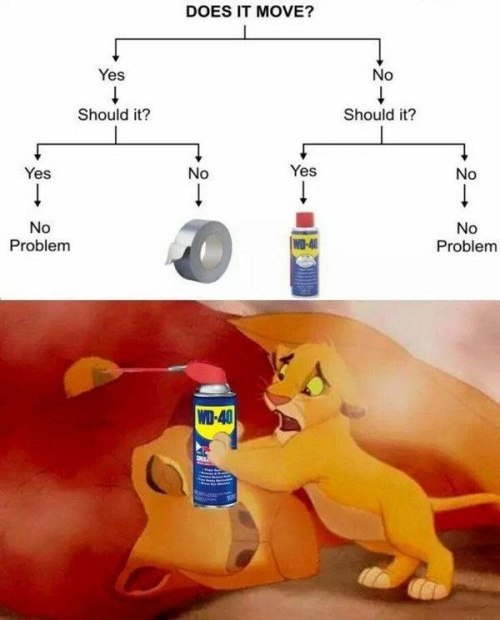 DOES IT MOVE?
Yes
No
Should it?
Should it?
Yes
No
Yes
No
No
Problem
WD-40
No
Problem
WD-40